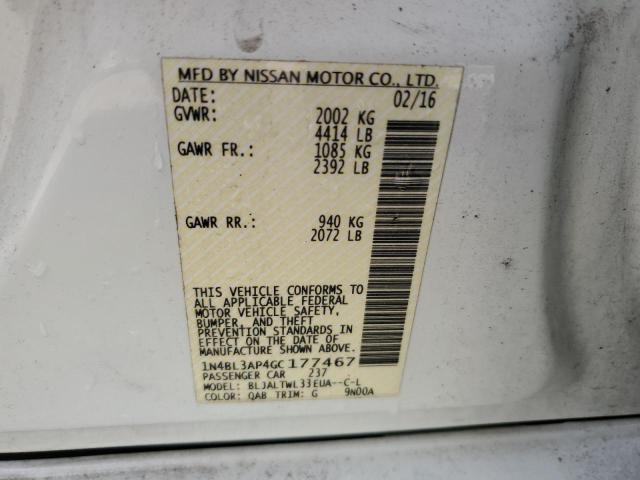 MFD BY NISSAN MOTOR CO., LTD.
DATE: 02/16
GVWR: 2002 KG
4414 LB
GAWR FR.: 1085 KG
2392 LB
GAWR RR.: 940 KG
2072 LB
THIS VEHICLE CONFORMS TO
ALL APPLICABLE FEDERAL
MOTOR VEHICLE SAFETY,
BUMPER, AND THEFT
PREVENTION STANDARDS IN
EFFECT ON THE DATE OF
MANUFACTURE SHOWN ABOVE.
1N4BL3AP4GC177467
PASSENGER CAR 237
MODEL: BLJALTWL33EUA--C-L
COLOR: QAB TRIM: G 9N00A